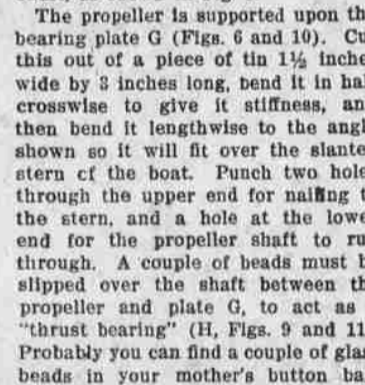 The propeller is supported upon th
bearing plate G (Figs. 6 and 10). Cu
this out of a piece of tin 1½ inche
wide by 3 inches long, bend it in hal
crosswise to give it stiffness, an
then bend it lengthwise to the angl
shown so it will fit over the slante
stern cf the boat. Punch two hole
through the upper end for nailing t
the stern, and a hole at the lowe
end for the propeller shaft to ru
through. A couple of beads must b
slipped over the shaft between th
propeller and plate G, to act as
"thrust bearing" (H, Figs. 9 and 11
Probably you can find a couple of glas
beads in your mother's button ba